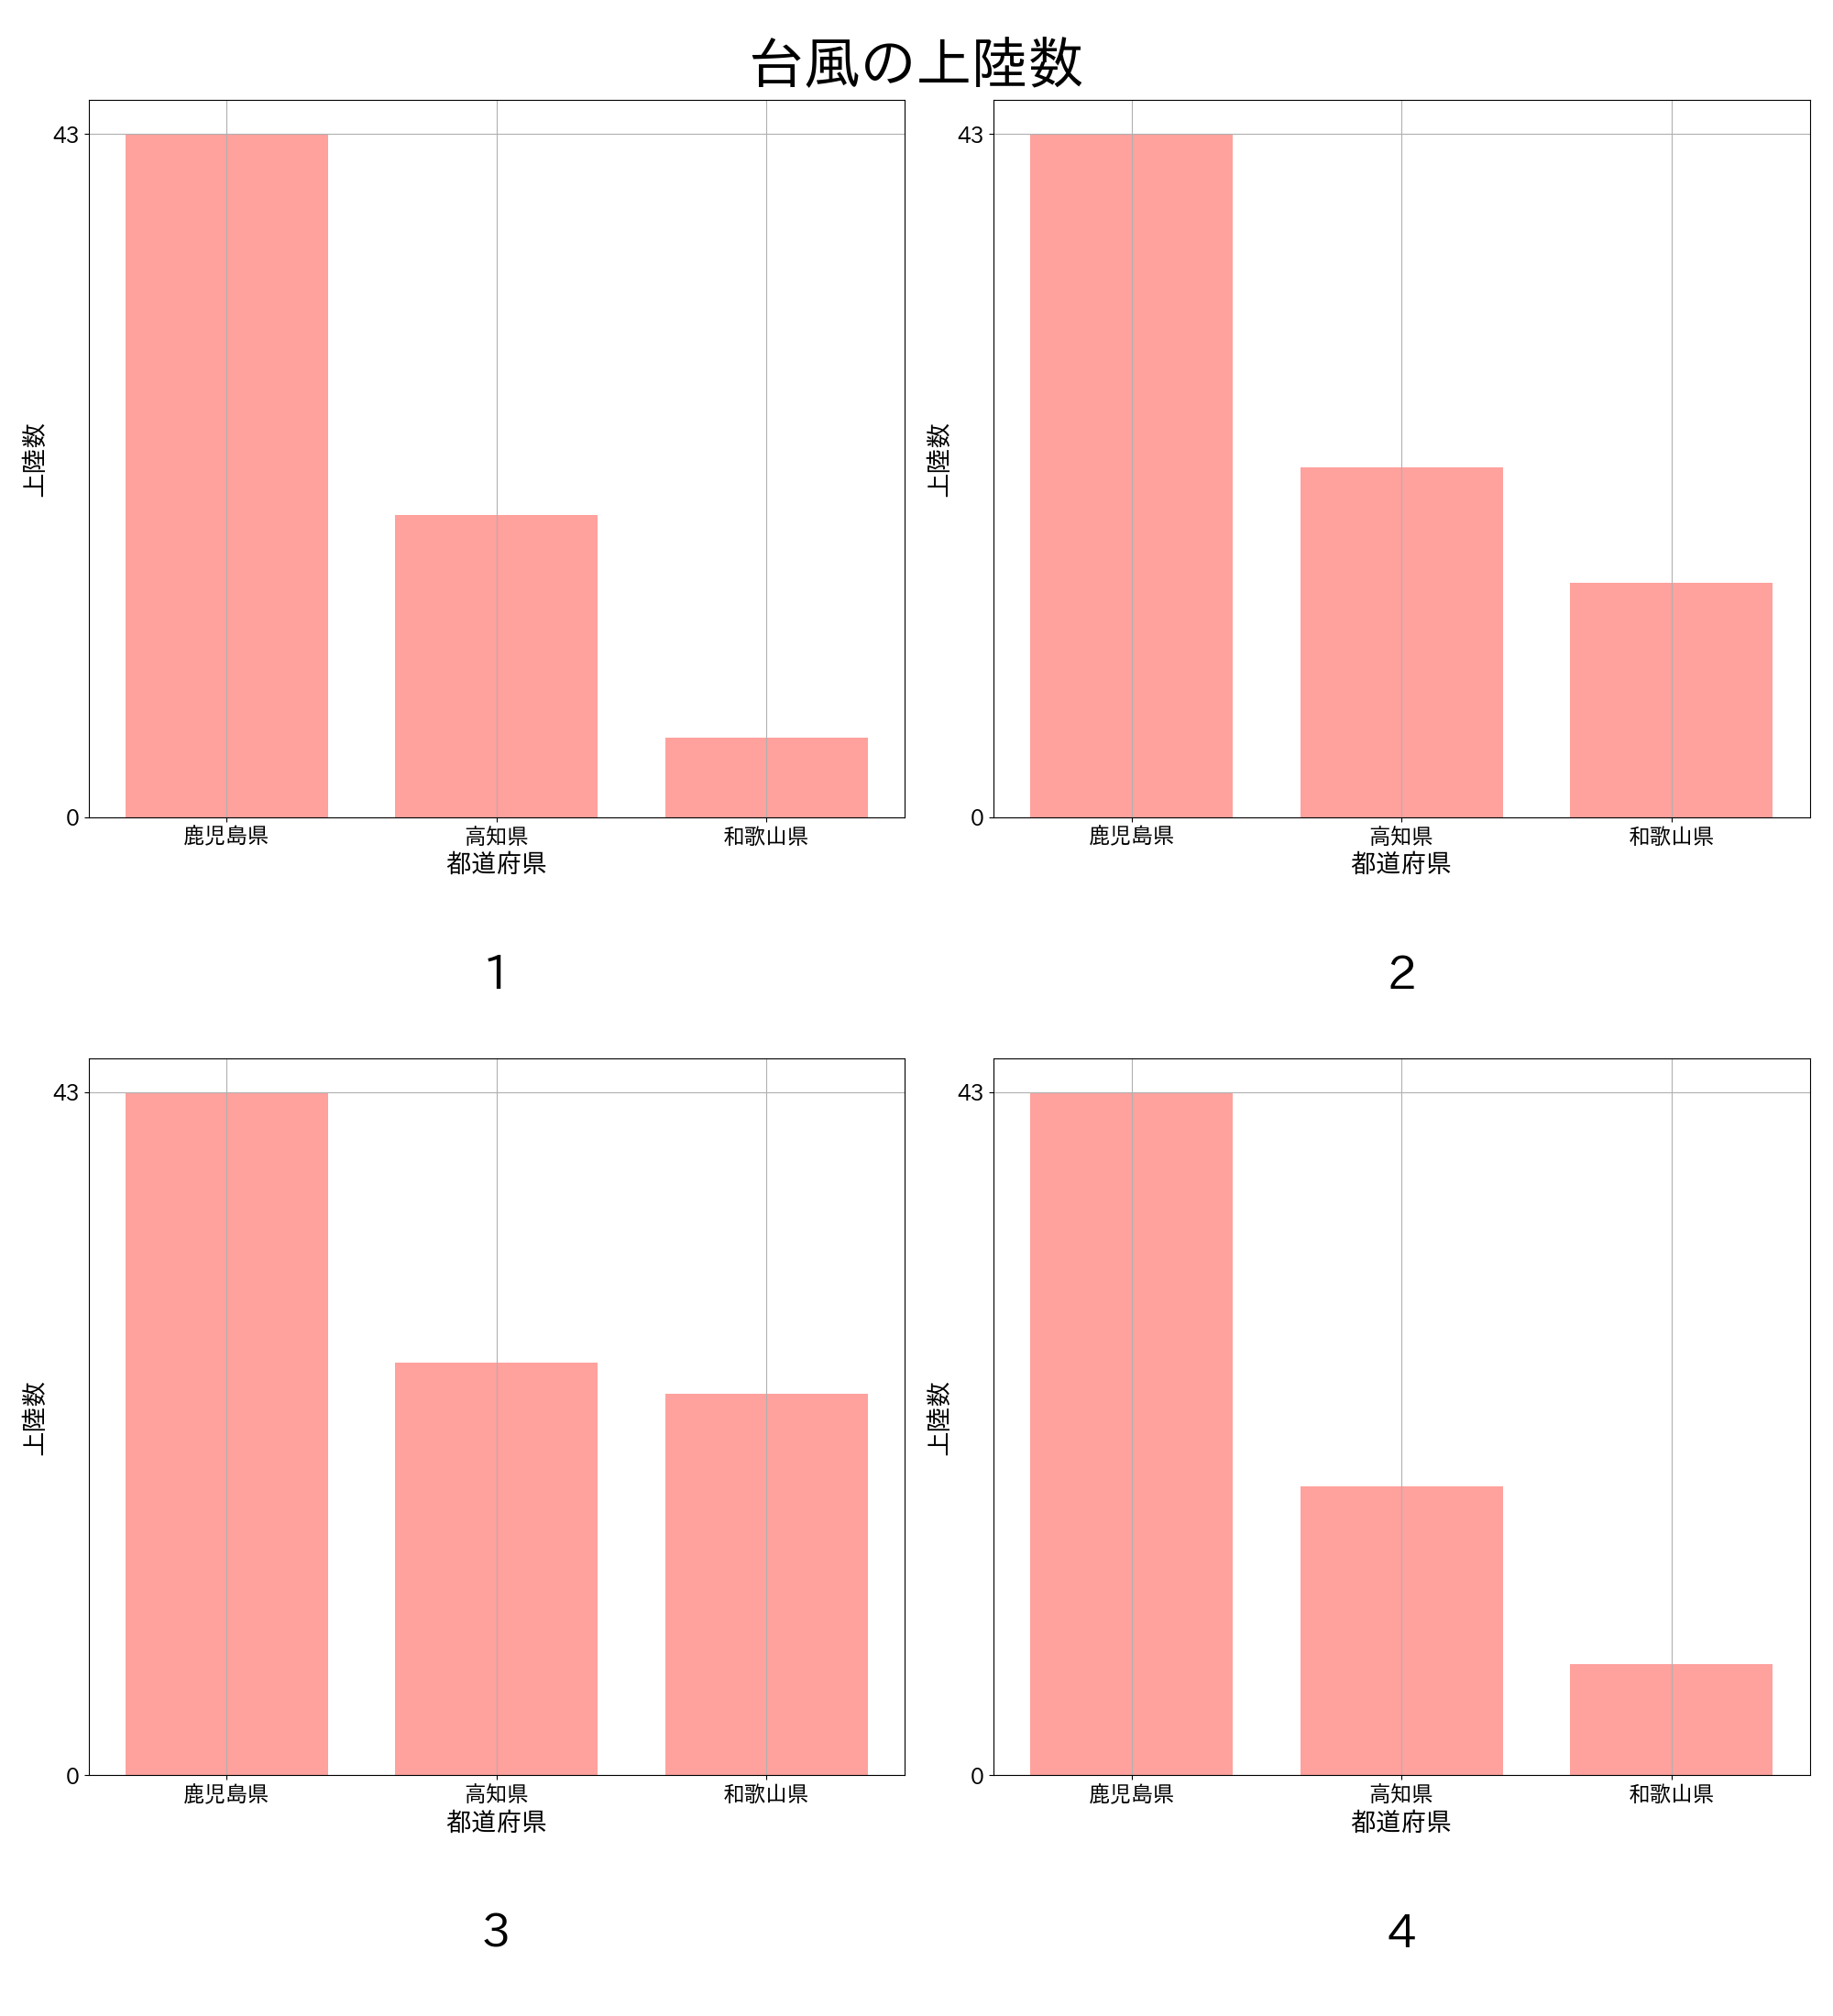 台風の上陸数
43
0
上陸数
鹿児島県 高知県 和歌山県
都道府県
1
43
0
上陸数
鹿児島県 高知県 和歌山県
都道府県
2
43
0
上陸数
鹿児島県 高知県 和歌山県
都道府県
3
43
0
上陸数
鹿児島県 高知県 和歌山県
都道府県
4